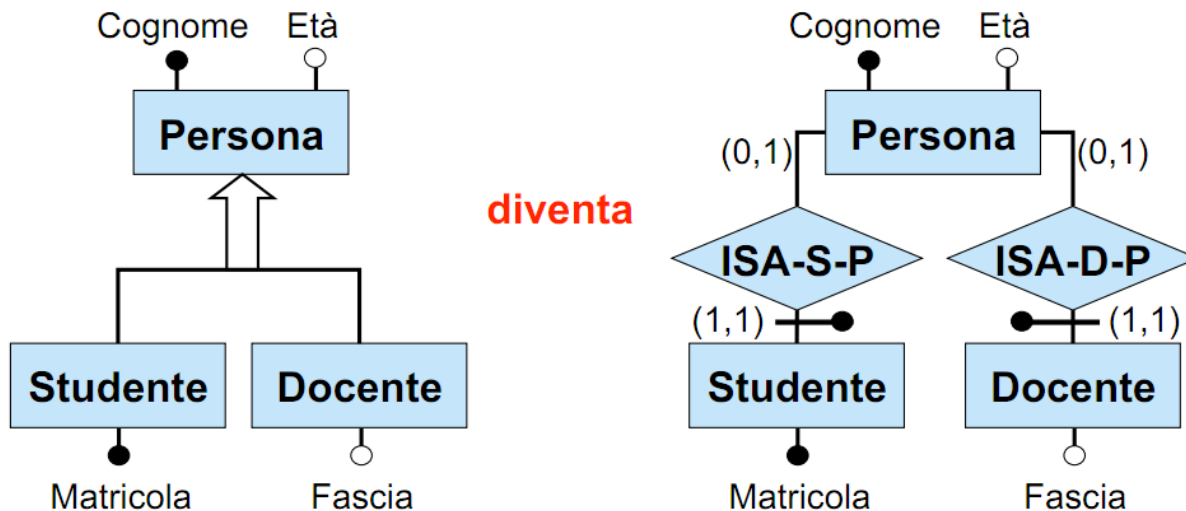 Cognome Età
Persona
Studente Docente
Matricola Fascia
diventa
Cognome Età
Persona
(0,1) (0,1)
ISA-S-P ISA-D-P
(1,1) (1,1)
Studente Docente
Matricola Fascia